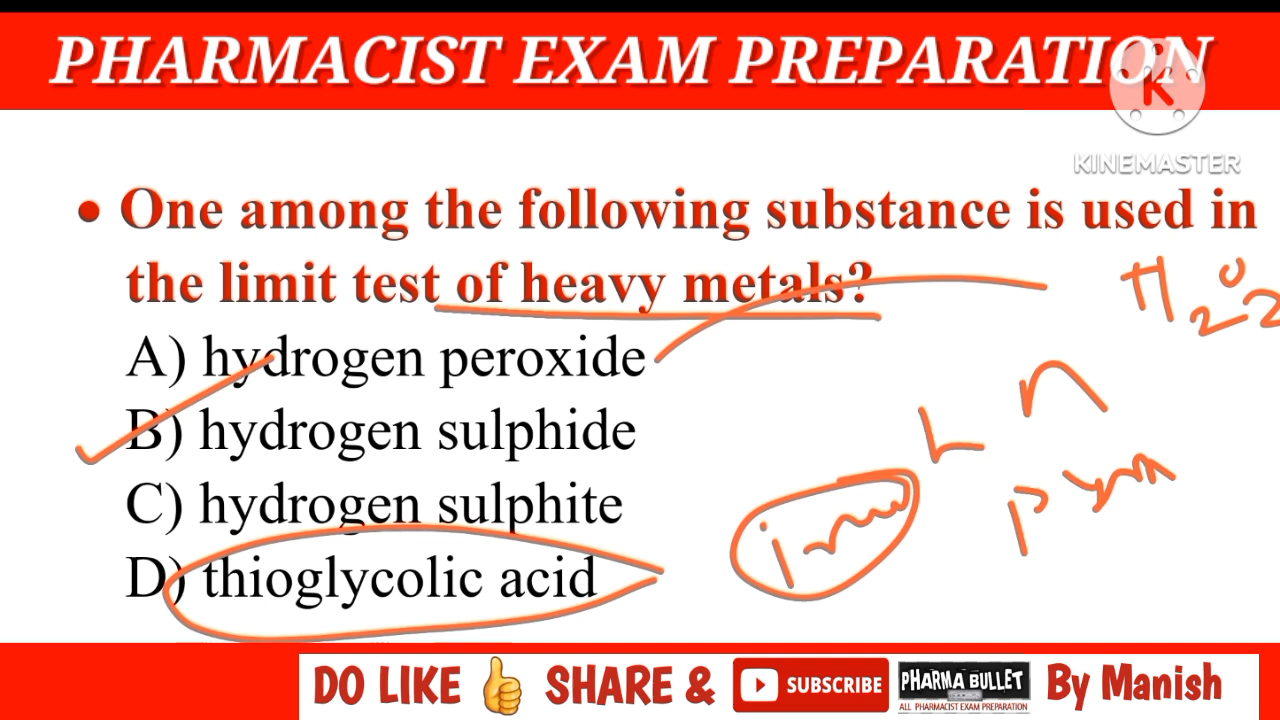 PHARMACIST EXAM PREPARATION
K
KINEMASTER
• One among the following substance is used in
the limit test of heavy metals?
H2O2
A) hydrogen peroxide
B) hydrogen sulphide
C) hydrogen sulphite
D) thioglycolic acid
DO LIKE 👍 SHARE & SUBSCRIBE PHARMA BULLET By Manish
ALL PHARMACIST EXAM PREPARATION